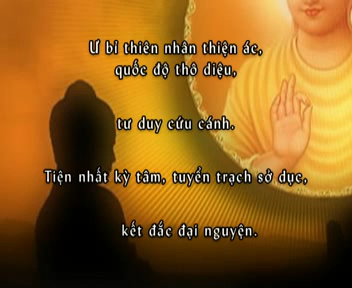 Ư bỉ thiên nhân thiện ác,
quốc độ thô diệu,
tư duy cứu cánh.
Tiện nhất kỳ tâm, tuyển trạch sở dục,
kết đắc đại nguyện.